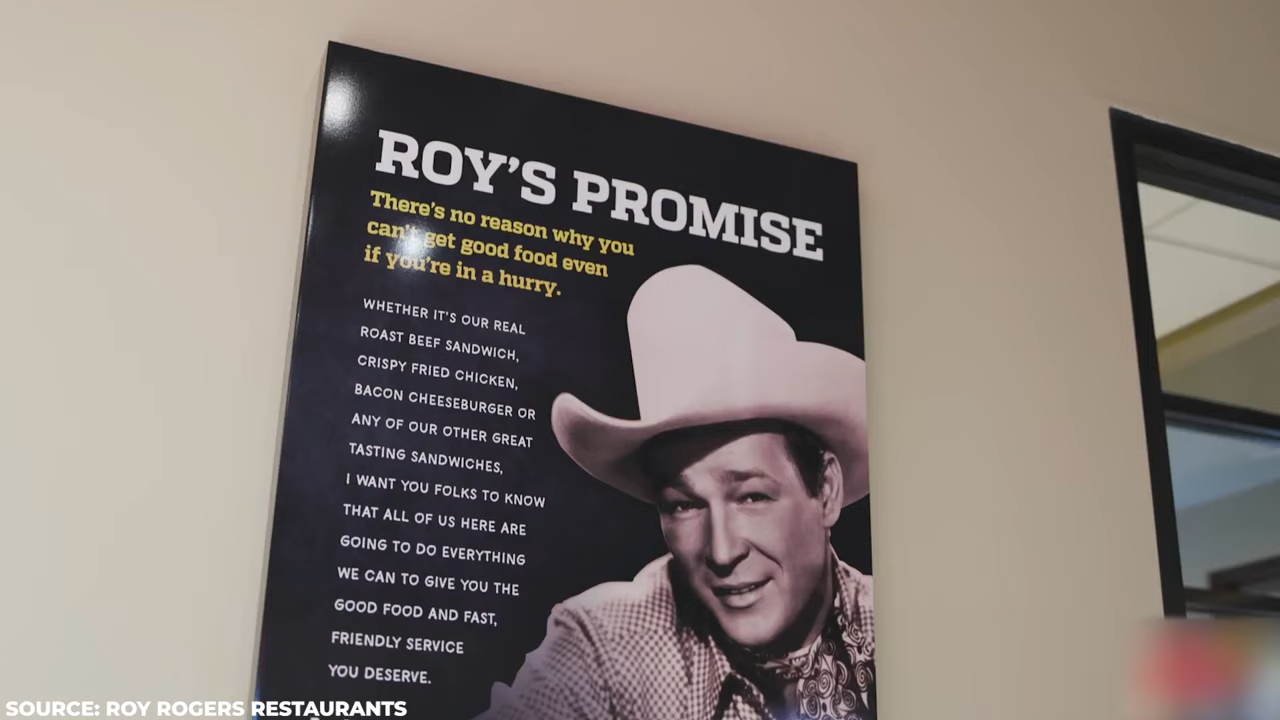 ROY'S PROMISE
There's no reason why you
can't get good food even
if you're in a hurry.
WHETHER IT'S OUR REAL
ROAST BEEF SANDWICH,
CRISPY FRIED CHICKEN,
BACON CHEESEBURGER OR
ANY OF OUR OTHER GREAT
TASTING SANDWICHES,
I WANT YOU FOLKS TO KNOW
THAT ALL OF US HERE ARE
GOING TO DO EVERYTHING
WE CAN TO GIVE YOU THE
GOOD FOOD AND FAST,
FRIENDLY SERVICE
YOU DESERVE.
SOURCE: ROY ROGERS RESTAURANTS